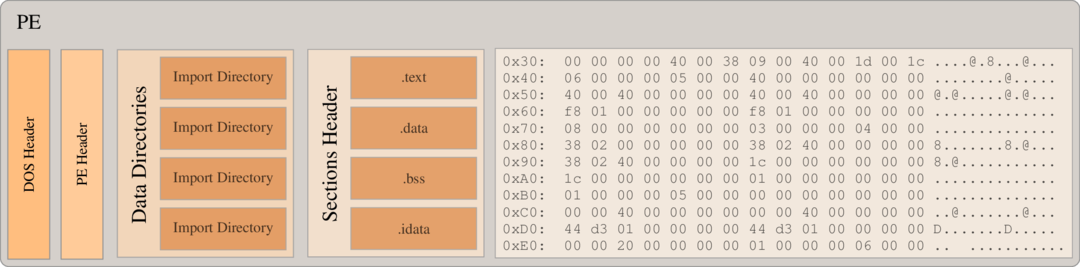 PE
DOS Header
PE Header
Data Directories
Import Directory
Import Directory
Import Directory
Import Directory
Sections Header
.text
.data
.bss
.idata
0x30: 00 00 00 00 40 00 38 09 00 40 00 1d 00 1c ....@.8...@...
0x40: 06 00 00 00 05 00 00 40 00 00 00 00 00 00 ........@.....
0x50: 40 00 40 00 00 00 00 40 00 40 00 00 00 00 @.@.....@.@...
0x60: f8 01 00 00 00 00 00 f8 01 00 00 00 00 00 ..............
0x70: 08 00 00 00 00 00 03 00 00 00 04 00 00 ..............
0x80: 38 02 00 00 00 00 00 38 02 40 00 00 00 00 8.......8.@...
0x90: 38 02 40 00 00 00 1c 00 00 00 00 00 00 8.@...........
0xA0: 1c 00 00 00 00 00 00 01 00 00 00 00 00 00 ..............
0xB0: 01 00 00 00 05 00 00 00 00 00 00 00 00 00 ..............
0xC0: 00 00 40 00 00 00 00 00 00 40 00 00 00 00 ..@.......@...
0xD0: 44 d3 01 00 00 00 00 44 d3 01 00 00 00 00 D.......D.....
0xE0: 00 00 20 00 00 00 00 01 00 00 00 06 00 00 .. ...........